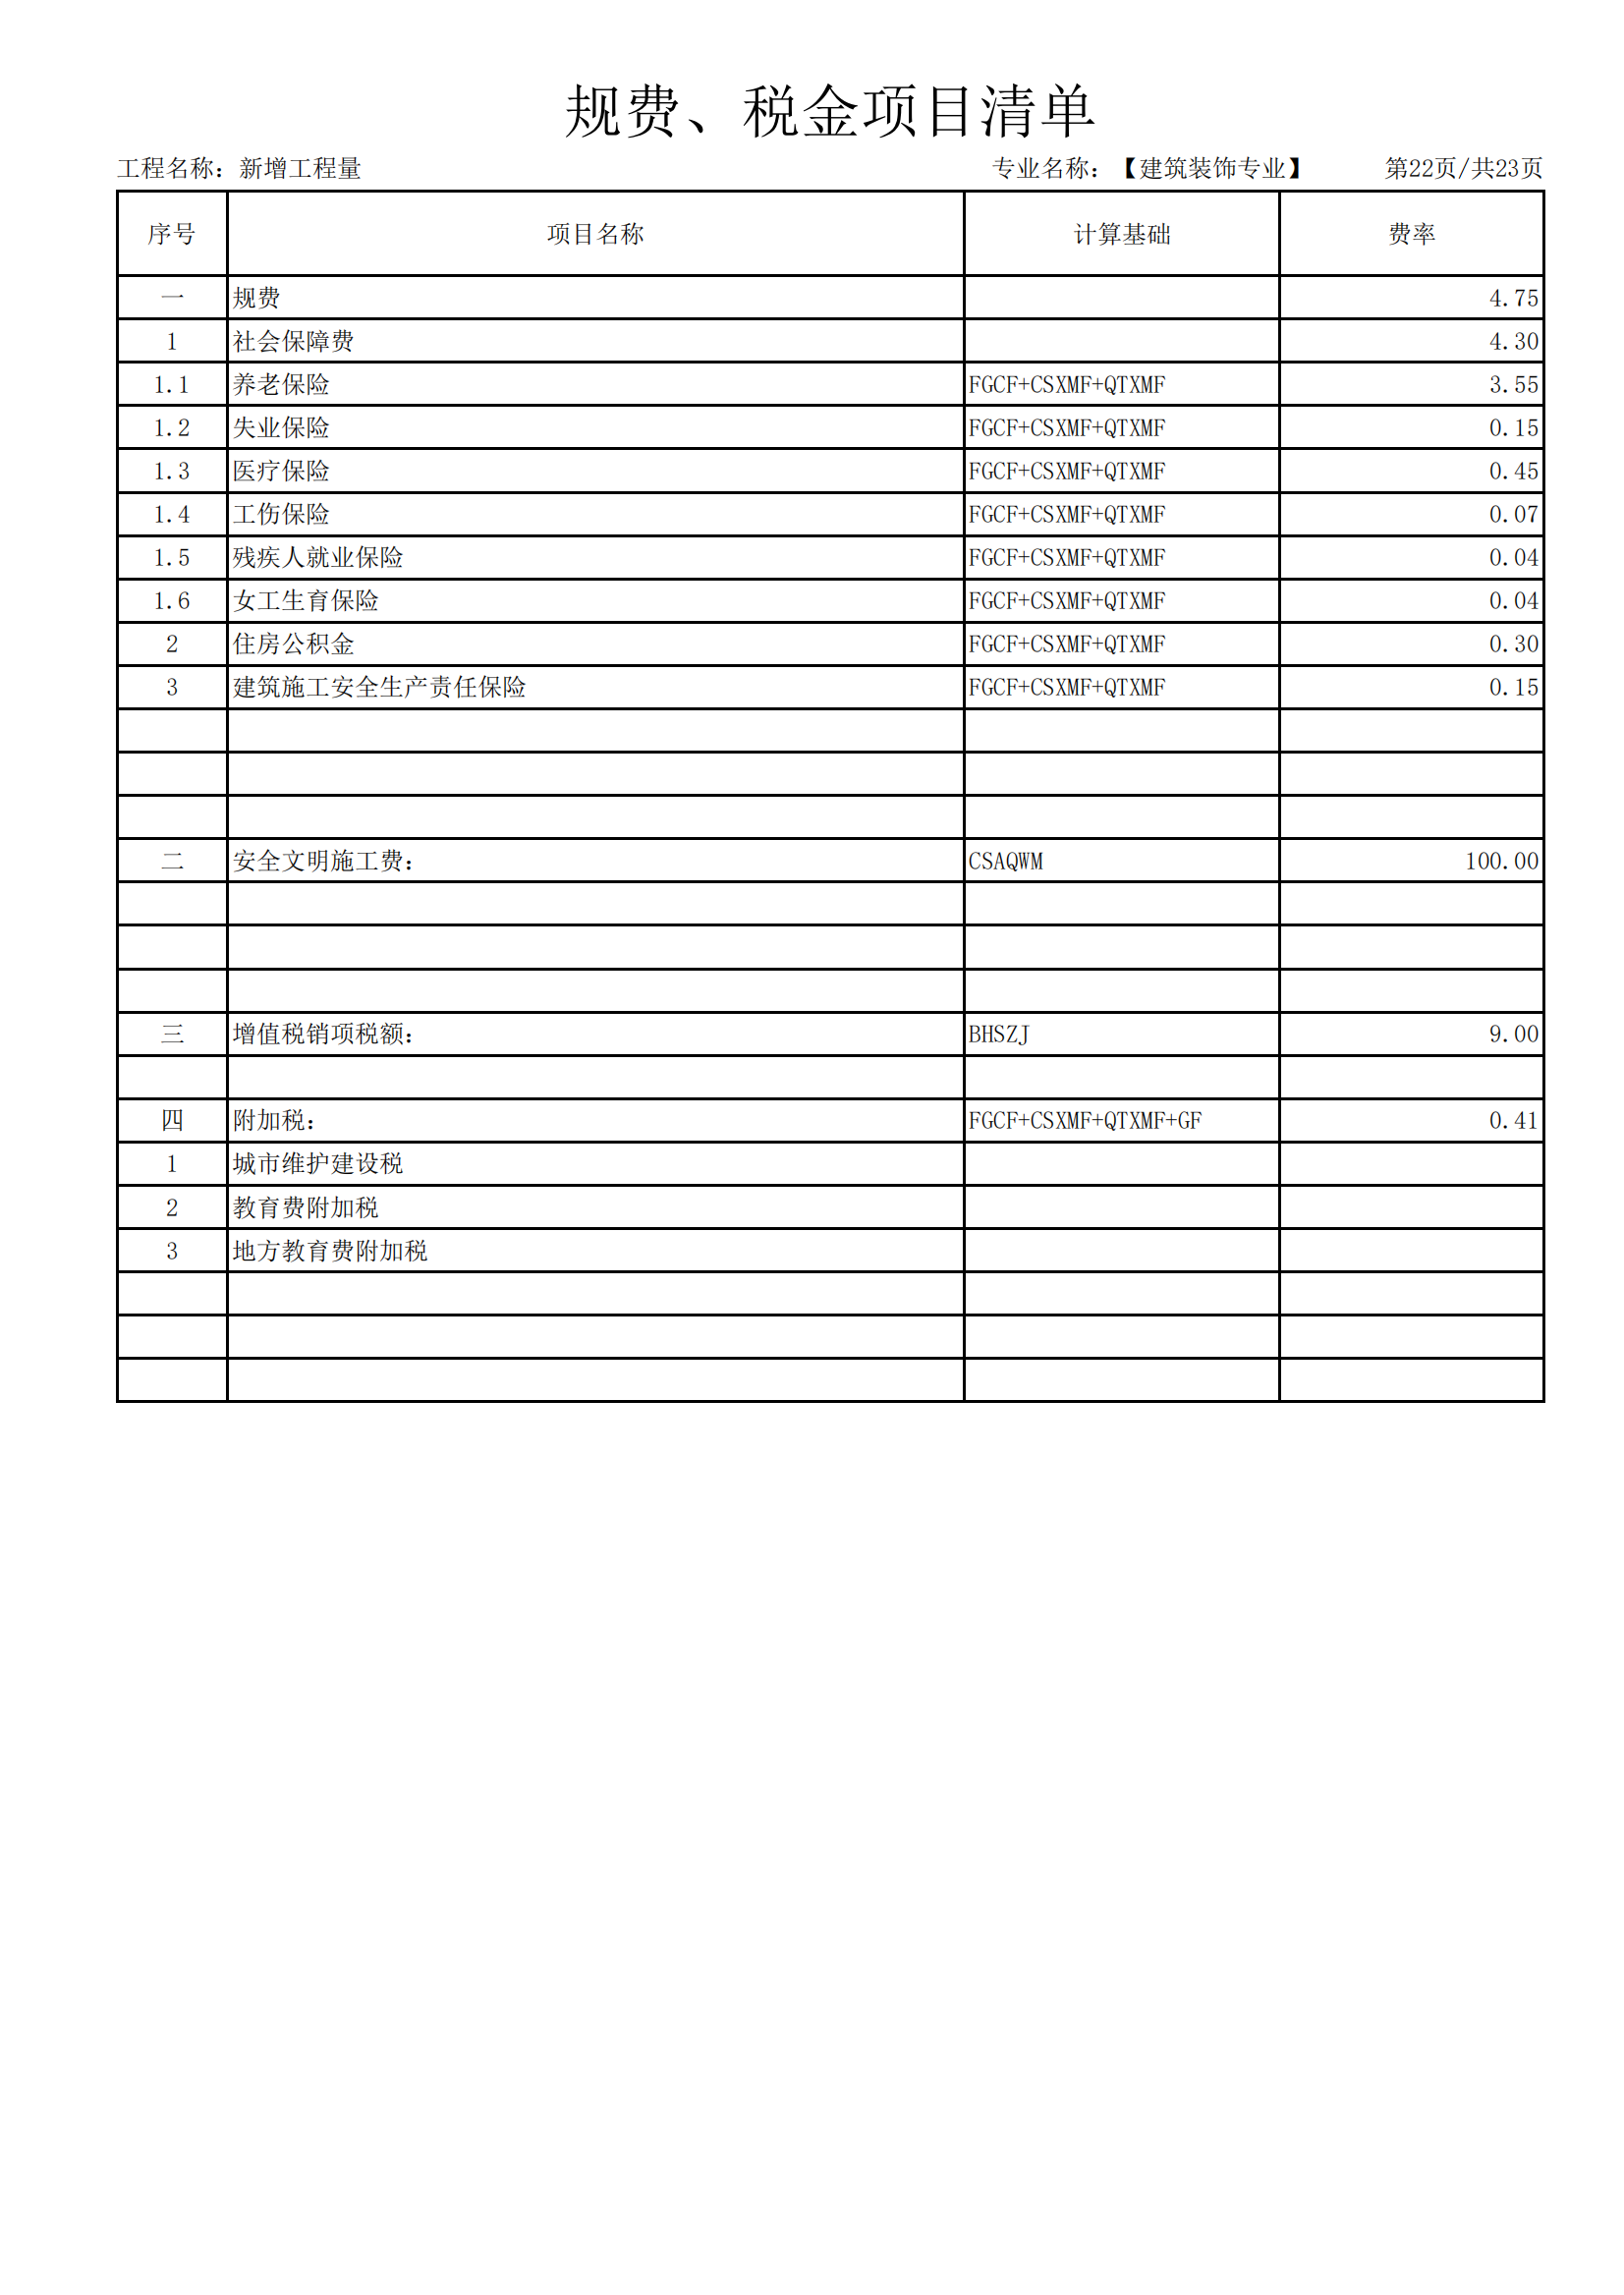 规费、税金项目清单
工程名称：新增工程量 专业名称：【建筑装饰专业】 第22页/共23页
序号 项目名称 计算基础 费率
一 规费 4.75
1 社会保障费 4.30
1.1 养老保险 FGCF+CSXMF+QTXMF 3.55
1.2 失业保险 FGCF+CSXMF+QTXMF 0.15
1.3 医疗保险 FGCF+CSXMF+QTXMF 0.45
1.4 工伤保险 FGCF+CSXMF+QTXMF 0.07
1.5 残疾人就业保险 FGCF+CSXMF+QTXMF 0.04
1.6 女工生育保险 FGCF+CSXMF+QTXMF 0.04
2 住房公积金 FGCF+CSXMF+QTXMF 0.30
3 建筑施工安全生产责任保险 FGCF+CSXMF+QTXMF 0.15
二 安全文明施工费： CSAQWM 100.00
三 增值税销项税额： BHSZJ 9.00
四 附加税： FGCF+CSXMF+QTXMF+GF 0.41
1 城市维护建设税
2 教育费附加税
3 地方教育费附加税